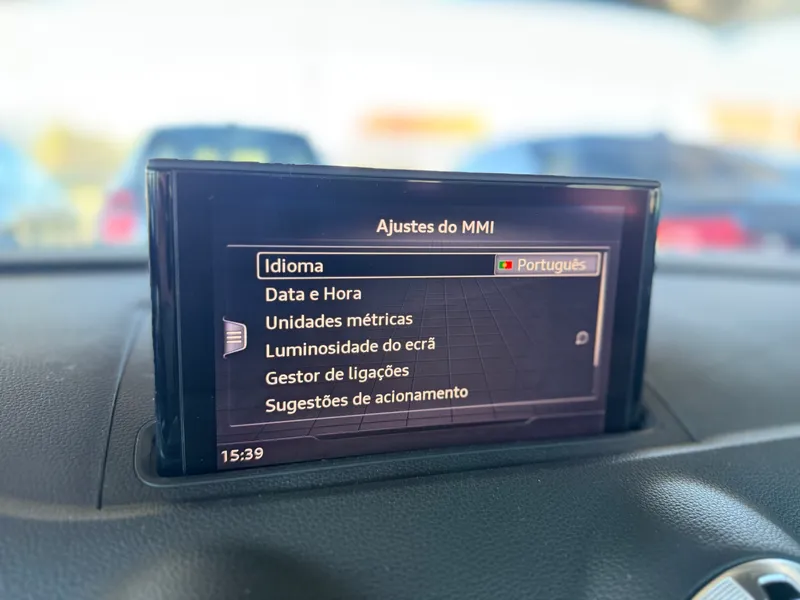 Ajustes do MMI
Idioma Português
Data e Hora
Unidades métricas
Luminosidade do ecrã
Gestor de ligações
Sugestões de acionamento
15:39